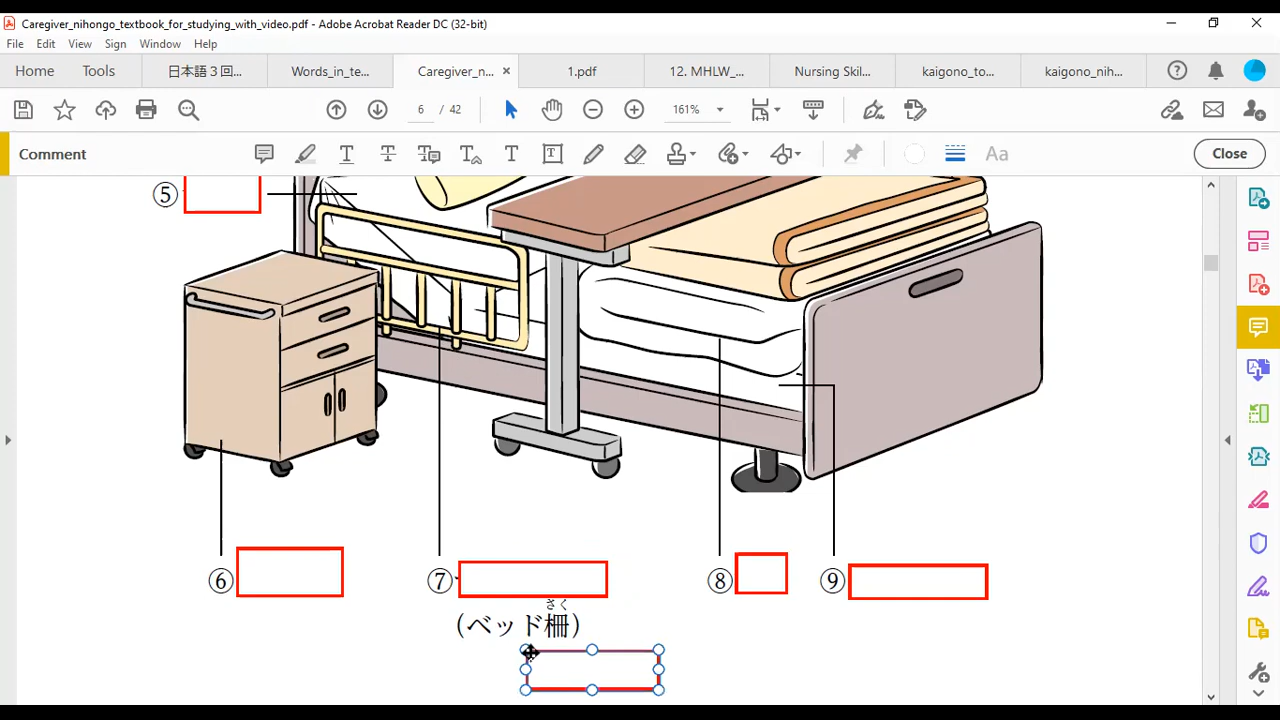 Caregiver_nihongo_textbook_for_studying_with_video.pdf - Adobe Acrobat Reader DC (32-bit)
File Edit View Sign Window Help
Home Tools 日本語３回... Words_in_te... Caregiver_n... × 1.pdf 12. MHLW_... Nursing Skil... kaigono_to... kaigono_nih...
6 / 42 161%
Comment Close
⑤
⑥ ⑦ ⑧ ⑨
さく
（ベッド柵）